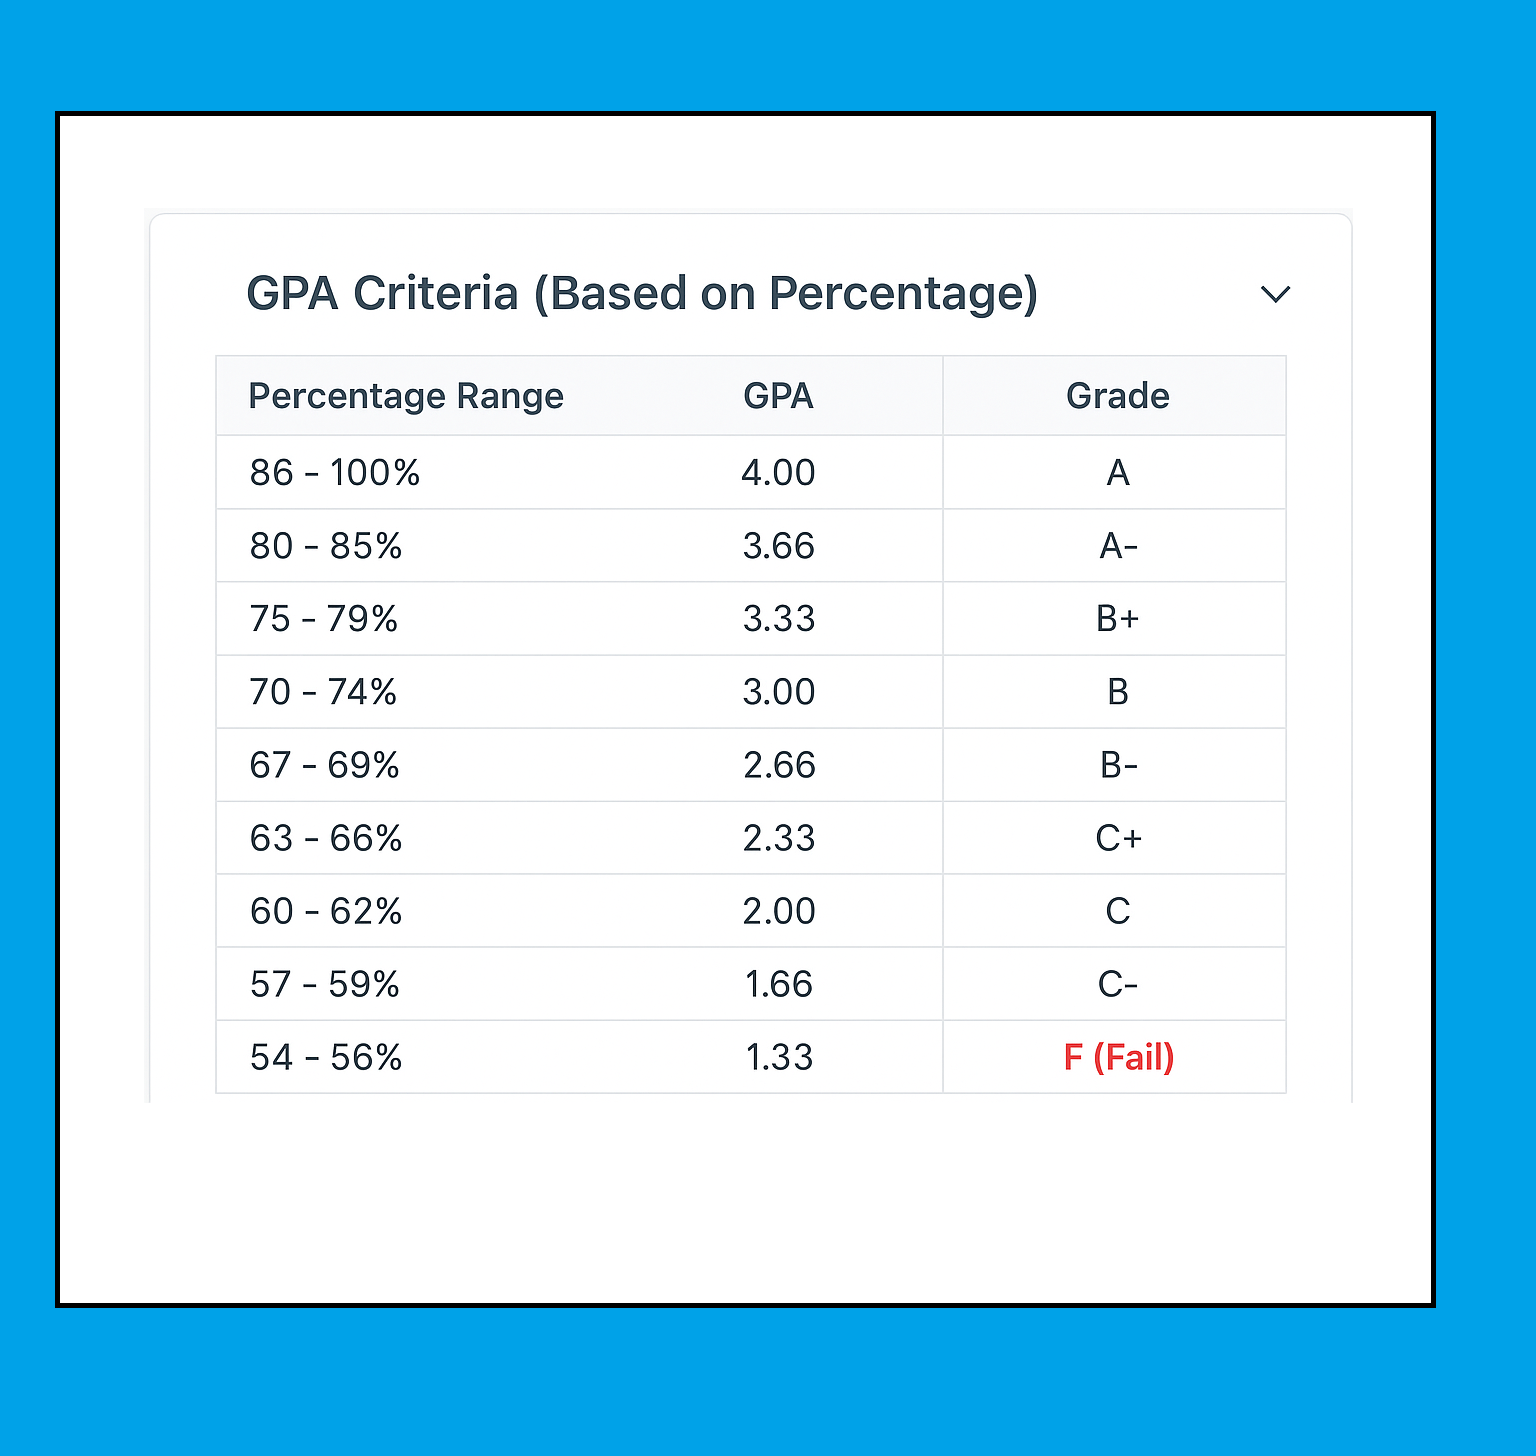 GPA Criteria (Based on Percentage)
Percentage Range GPA Grade
86 - 100% 4.00 A
80 - 85% 3.66 A-
75 - 79% 3.33 B+
70 - 74% 3.00 B
67 - 69% 2.66 B-
63 - 66% 2.33 C+
60 - 62% 2.00 C
57 - 59% 1.66 C-
54 - 56% 1.33 F (Fail)